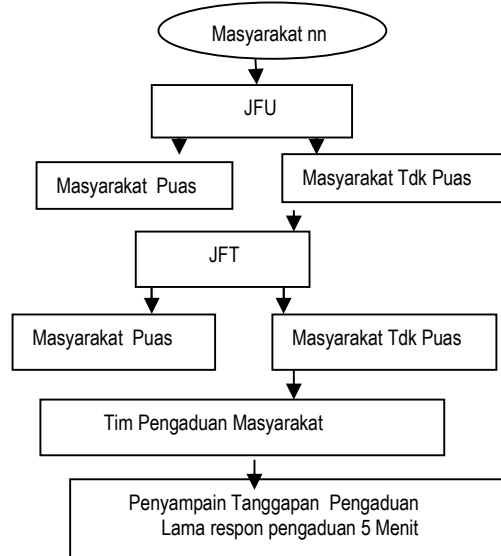 Masyarakat nn
JFU
Masyarakat Puas
Masyarakat Tdk Puas
JFT
Masyarakat Puas
Masyarakat Tdk Puas
Tim Pengaduan Masyarakat
Penyampain Tanggapan Pengaduan
Lama respon pengaduan 5 Menit